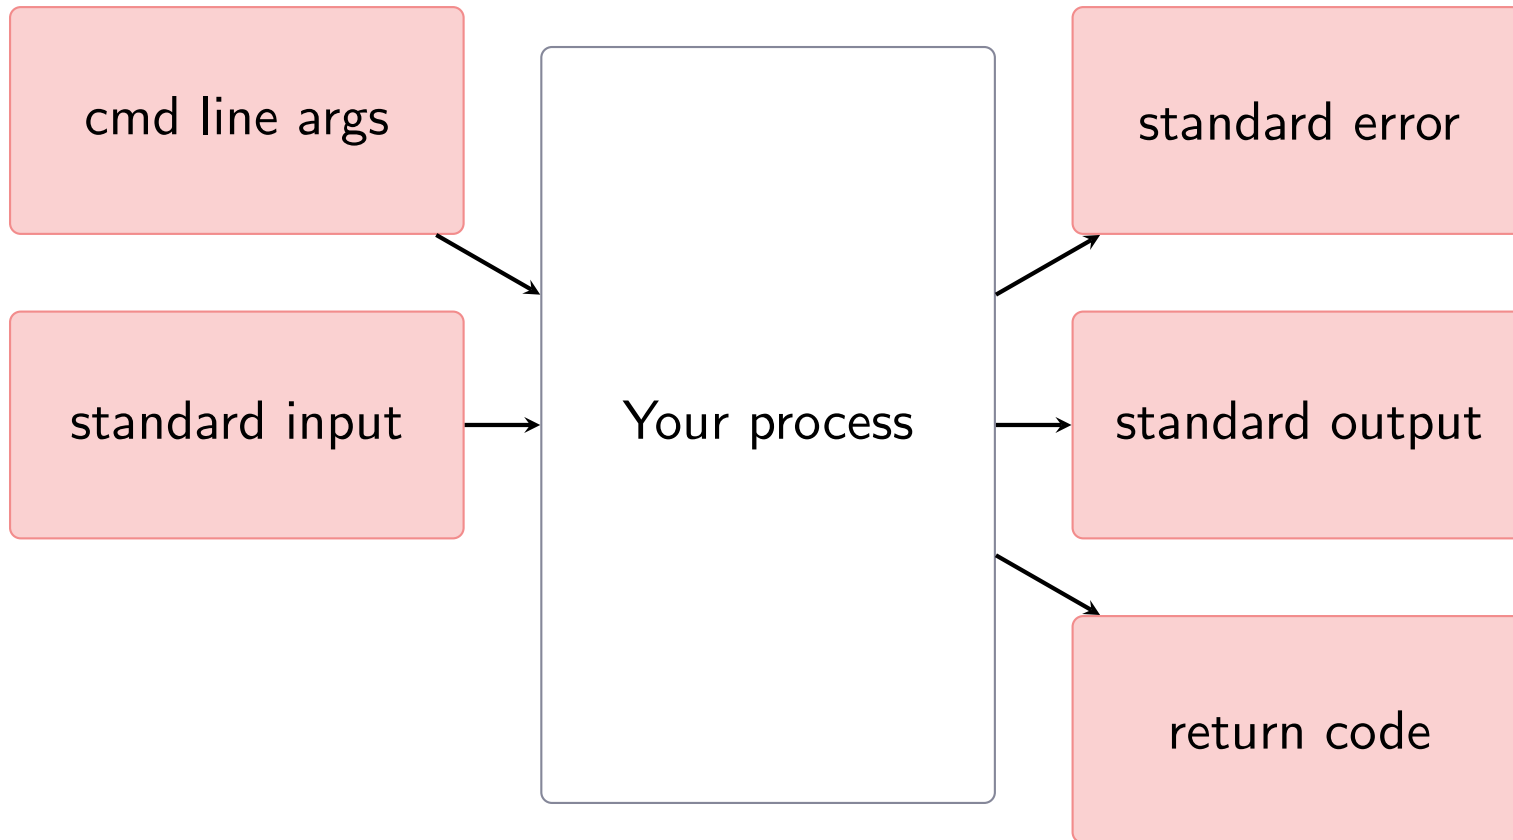 cmd line args
standard input
Your process
standard error
standard output
return code